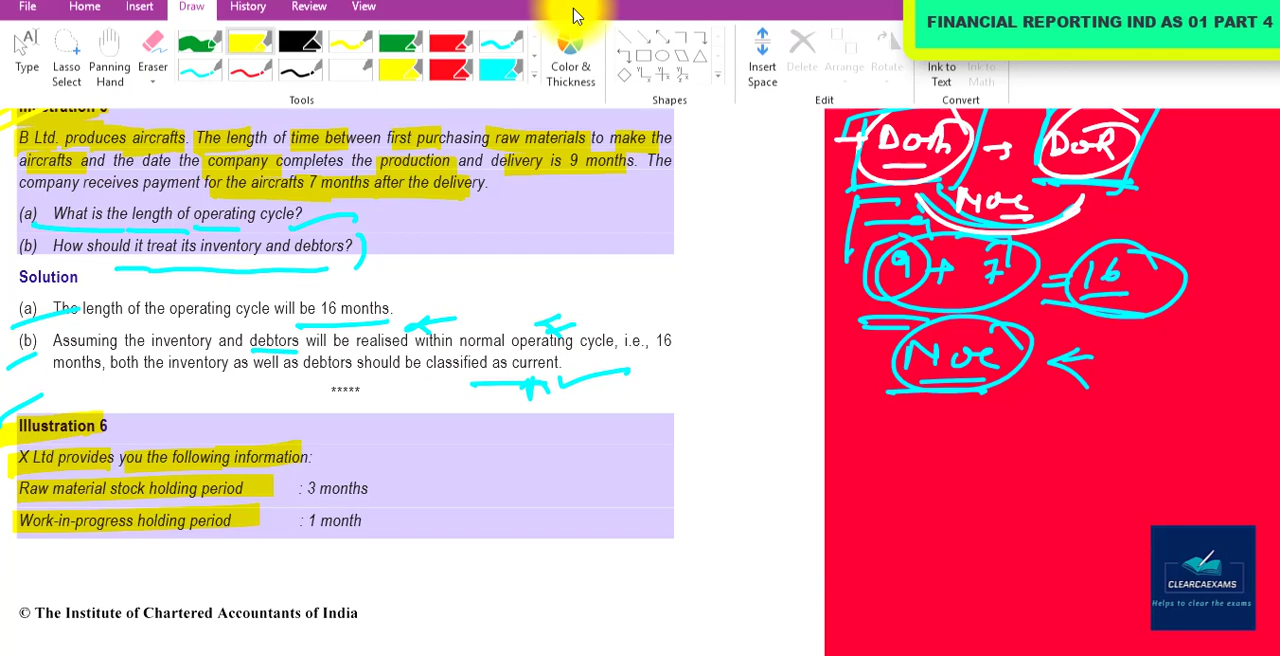 File Home Insert Draw History View
FINANCIAL REPORTING IND AS 01 PART 4
Type Lasso Select Panning Hand Eraser Color & Thickness Insert Space Delete Arrange Rotate Ink to Text Ink to Math
Tools Shapes Edit Convert
B Ltd. produces aircrafts. The length of time between first purchasing raw materials to make the
aircrafts and the date the company completes the production and delivery is 9 months. The
company receives payment for the aircrafts 7 months after the delivery.
(a) What is the length of operating cycle?
(b) How should it treat its inventory and debtors?
Solution
(a) The length of the operating cycle will be 16 months.
(b) Assuming the inventory and debtors will be realised within normal operating cycle, i.e., 16
months, both the inventory as well as debtors should be classified as current.
*****
Illustration 6
X Ltd provides you the following information:
Raw material stock holding period : 3 months
Work-in-progress holding period : 1 month
© The Institute of Chartered Accountants of India
DoR
Noc
9 + 7 = 16
Noc
CLEARCAEXAMS
Helps to clear the exams